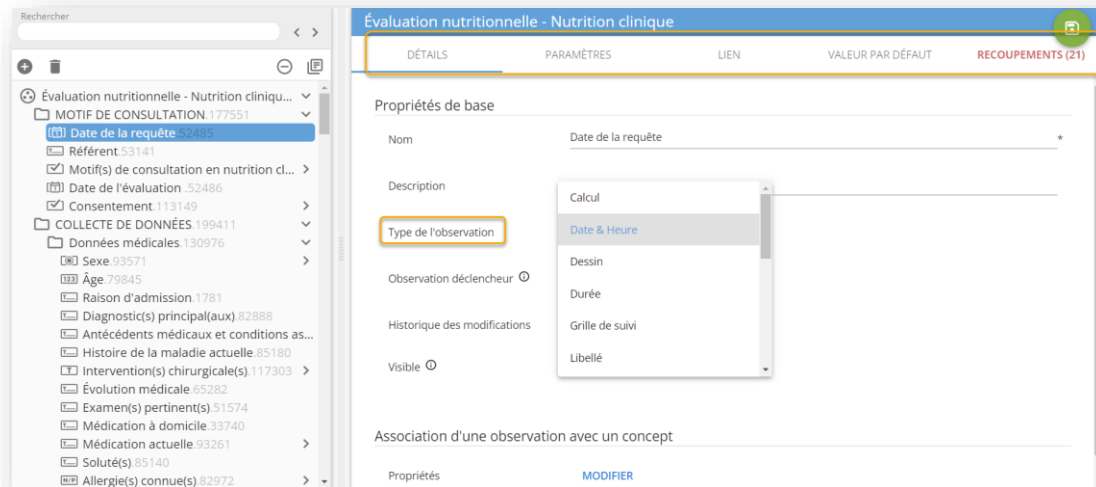 Rechercher
Évaluation nutritionnelle - Nutrition cliniqu...
MOTIF DE CONSULTATION.177551
Date de la requête.52485
Référent.53141
Motif(s) de consultation en nutrition cl...
Date de l'évaluation .52486
Consentement.113149
COLLECTE DE DONNÉES.199411
Données médicales.130976
Sexe.93571
123 Âge.79845
Raison d'admission.1781
Diagnostic(s) principal(aux).82888
Antécédents médicaux et conditions as...
Histoire de la maladie actuelle.85180
Intervention(s) chirurgicale(s).117303
Évolution médicale.65282
Examen(s) pertinent(s).51574
Médication à domicile.33740
Médication actuelle.93261
Soluté(s).85140
N/P Allergie(s) connue(s).82972
Évaluation nutritionnelle - Nutrition clinique
DÉTAILS PARAMÈTRES LIEN VALEUR PAR DÉFAUT RECOUPEMENTS (21)
Propriétés de base
Nom Date de la requête *
Description
Type de l'observation
Observation déclencheur
Historique des modifications
Visible
Calcul
Date & Heure
Dessin
Durée
Grille de suivi
Libellé
Association d'une observation avec un concept
Propriétés MODIFIER